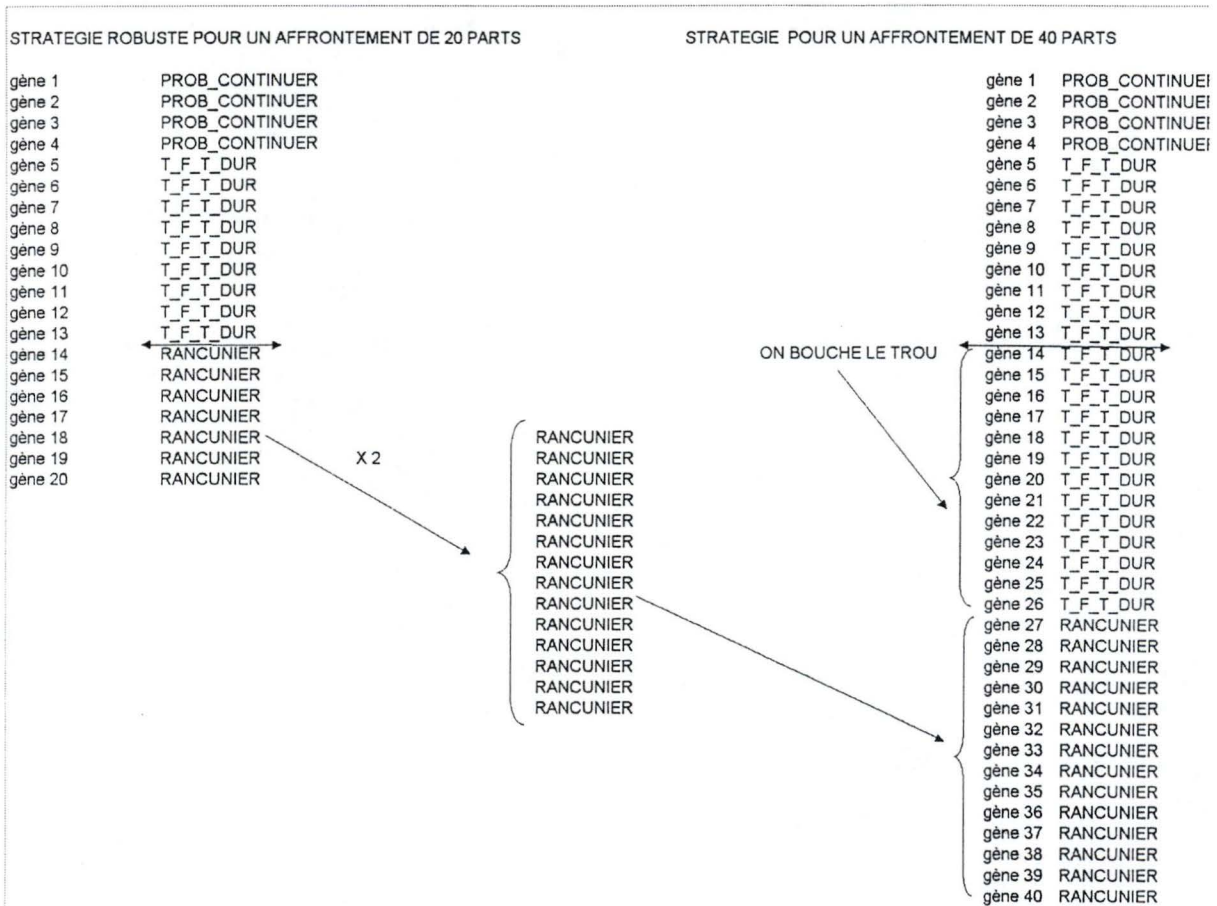 STRATEGIE ROBUSTE POUR UN AFFRONTEMENT DE 20 PARTS
gène 1 PROB_CONTINUER
gène 2 PROB_CONTINUER
gène 3 PROB_CONTINUER
gène 4 PROB_CONTINUER
gène 5 T_F_T_DUR
gène 6 T_F_T_DUR
gène 7 T_F_T_DUR
gène 8 T_F_T_DUR
gène 9 T_F_T_DUR
gène 10 T_F_T_DUR
gène 11 T_F_T_DUR
gène 12 T_F_T_DUR
gène 13 T_F_T_DUR
gène 14 RANCUNIER
gène 15 RANCUNIER
gène 16 RANCUNIER
gène 17 RANCUNIER
gène 18 RANCUNIER
gène 19 RANCUNIER
gène 20 RANCUNIER
X 2
RANCUNIER
RANCUNIER
RANCUNIER
RANCUNIER
RANCUNIER
RANCUNIER
RANCUNIER
RANCUNIER
RANCUNIER
RANCUNIER
RANCUNIER
RANCUNIER
RANCUNIER
RANCUNIER
STRATEGIE POUR UN AFFRONTEMENT DE 40 PARTS
ON BOUCHE LE TROU
gène 1 PROB_CONTINUE
gène 2 PROB_CONTINUE
gène 3 PROB_CONTINUE
gène 4 PROB_CONTINUE
gène 5 T_F_T_DUR
gène 6 T_F_T_DUR
gène 7 T_F_T_DUR
gène 8 T_F_T_DUR
gène 9 T_F_T_DUR
gène 10 T_F_T_DUR
gène 11 T_F_T_DUR
gène 12 T_F_T_DUR
gène 13 T_F_T_DUR
gène 14 T_F_T_DUR
gène 15 T_F_T_DUR
gène 16 T_F_T_DUR
gène 17 T_F_T_DUR
gène 18 T_F_T_DUR
gène 19 T_F_T_DUR
gène 20 T_F_T_DUR
gène 21 T_F_T_DUR
gène 22 T_F_T_DUR
gène 23 T_F_T_DUR
gène 24 T_F_T_DUR
gène 25 T_F_T_DUR
gène 26 T_F_T_DUR
gène 27 RANCUNIER
gène 28 RANCUNIER
gène 29 RANCUNIER
gène 30 RANCUNIER
gène 31 RANCUNIER
gène 32 RANCUNIER
gène 33 RANCUNIER
gène 34 RANCUNIER
gène 35 RANCUNIER
gène 36 RANCUNIER
gène 37 RANCUNIER
gène 38 RANCUNIER
gène 39 RANCUNIER
gène 40 RANCUNIER